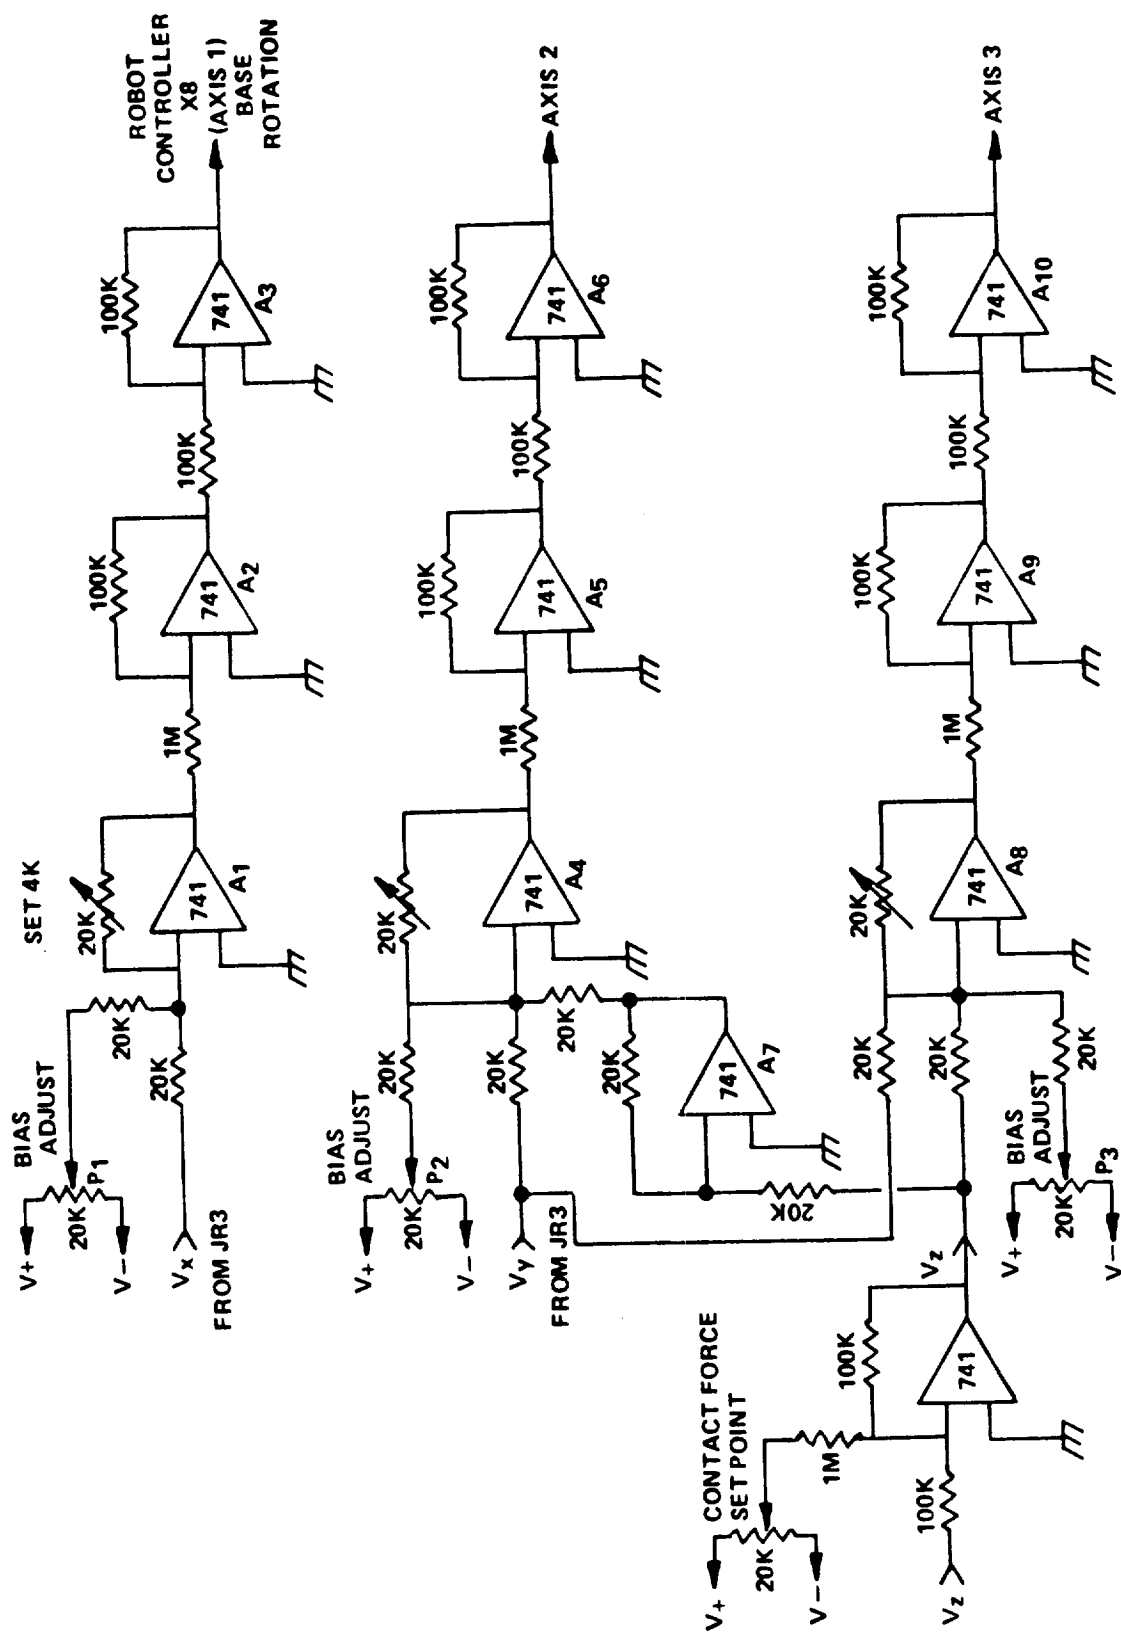 V+
V−
20K
BIAS
ADJUST
P1
20K
20K
Vx
FROM JR3
SET 4K
20K
741
A1
1M
100K
741
A2
100K
100K
741
A3
ROBOT
CONTROLLER
X8
(AXIS 1)
BASE
ROTATION
V+
V−
20K
BIAS
ADJUST
P2
20K
20K
Vy
FROM JR3
20K
20K
20K
20K
741
A7
741
A4
1M
100K
741
A5
100K
100K
741
A6
AXIS 2
CONTACT FORCE
SET POINT
V+
V−
20K
1M
100K
Vz
100K
741
Vz
20K
20K
20K
V+
V−
20K
BIAS
ADJUST
P3
20K
741
A8
1M
100K
741
A9
100K
100K
741
A10
AXIS 3